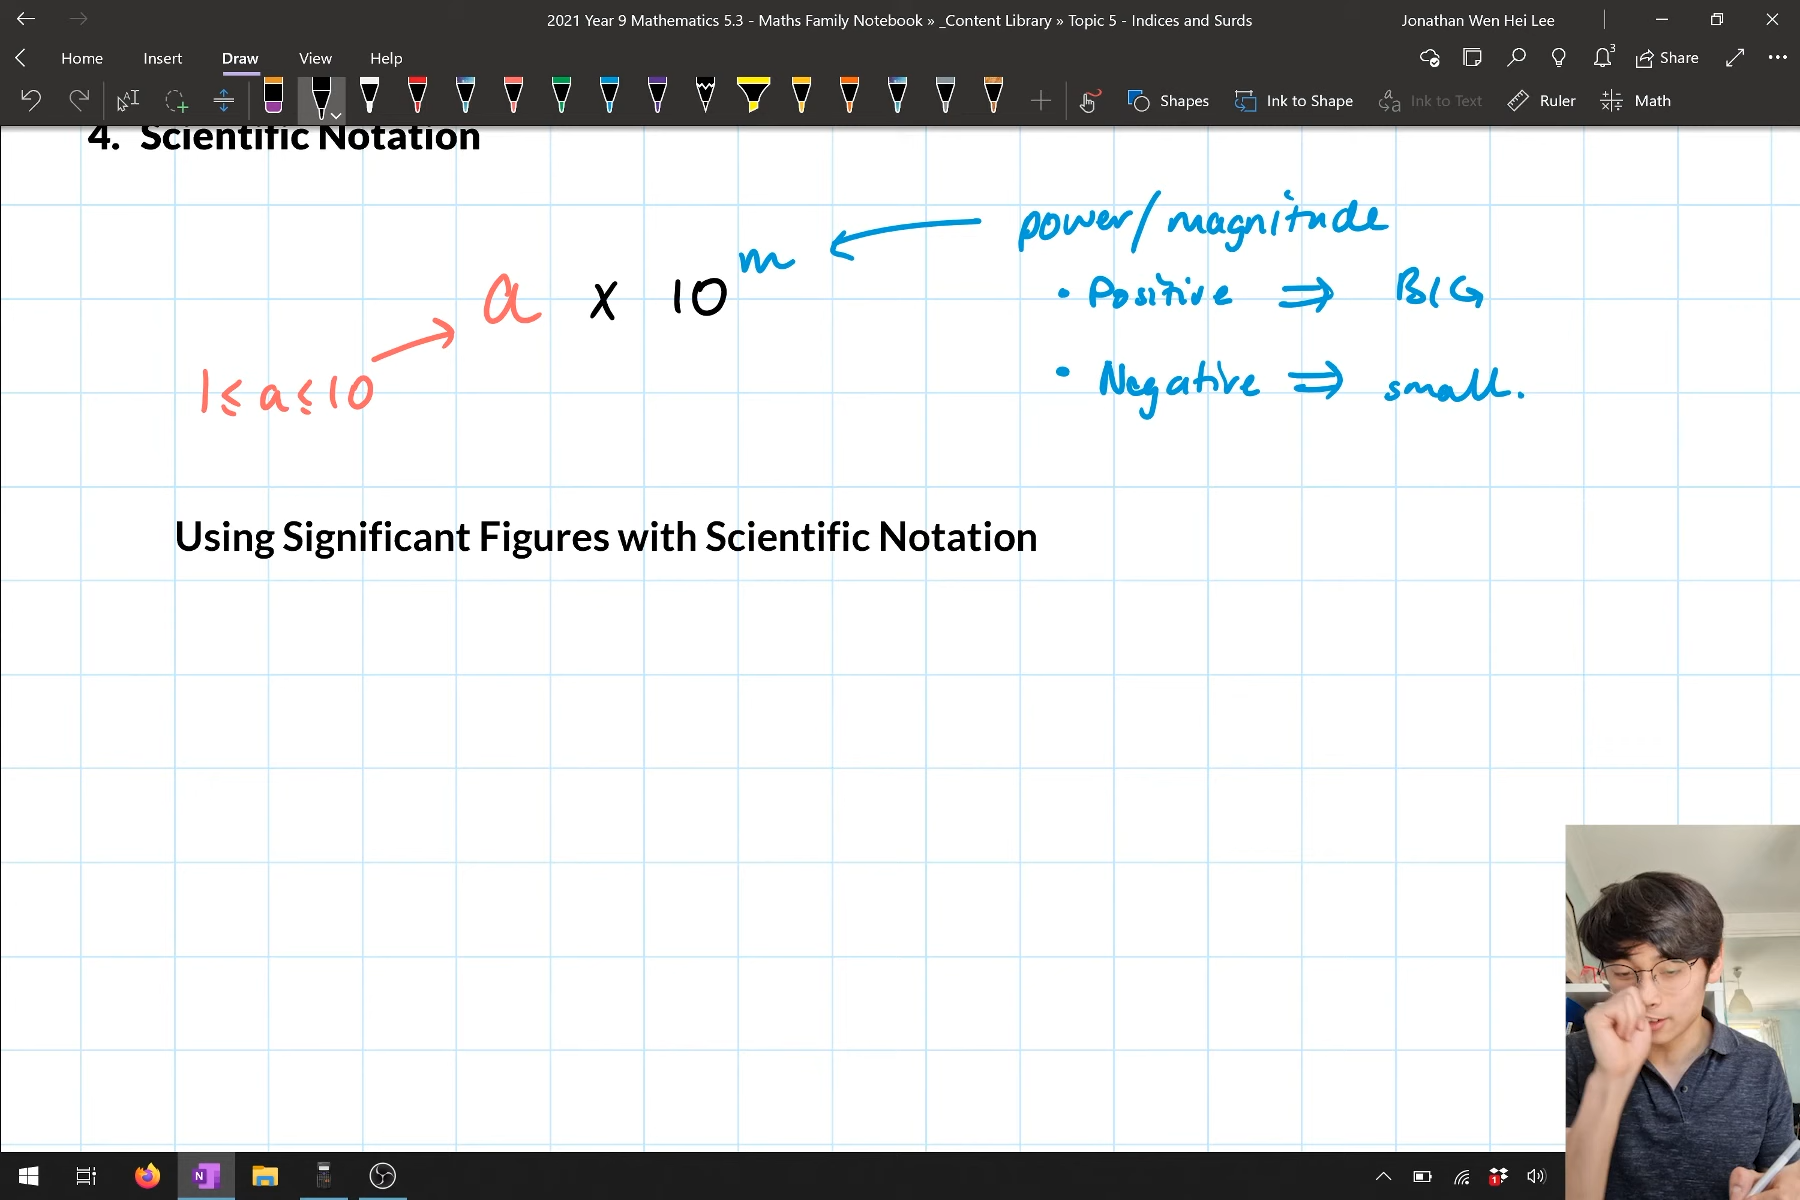 2021 Year 9 Mathematics 5.3 - Maths Family Notebook » _Content Library » Topic 5 - Indices and Surds
Jonathan Wen Hei Lee
Home Insert Draw View Help
3 Share
Shapes Ink to Shape Ink to Text Ruler Math
4. Scientific Notation
power/magnitude
a x 10^m
• Positive ⇒ BIG
1 ≤ a ≤ 10
• Negative ⇒ small.
Using Significant Figures with Scientific Notation